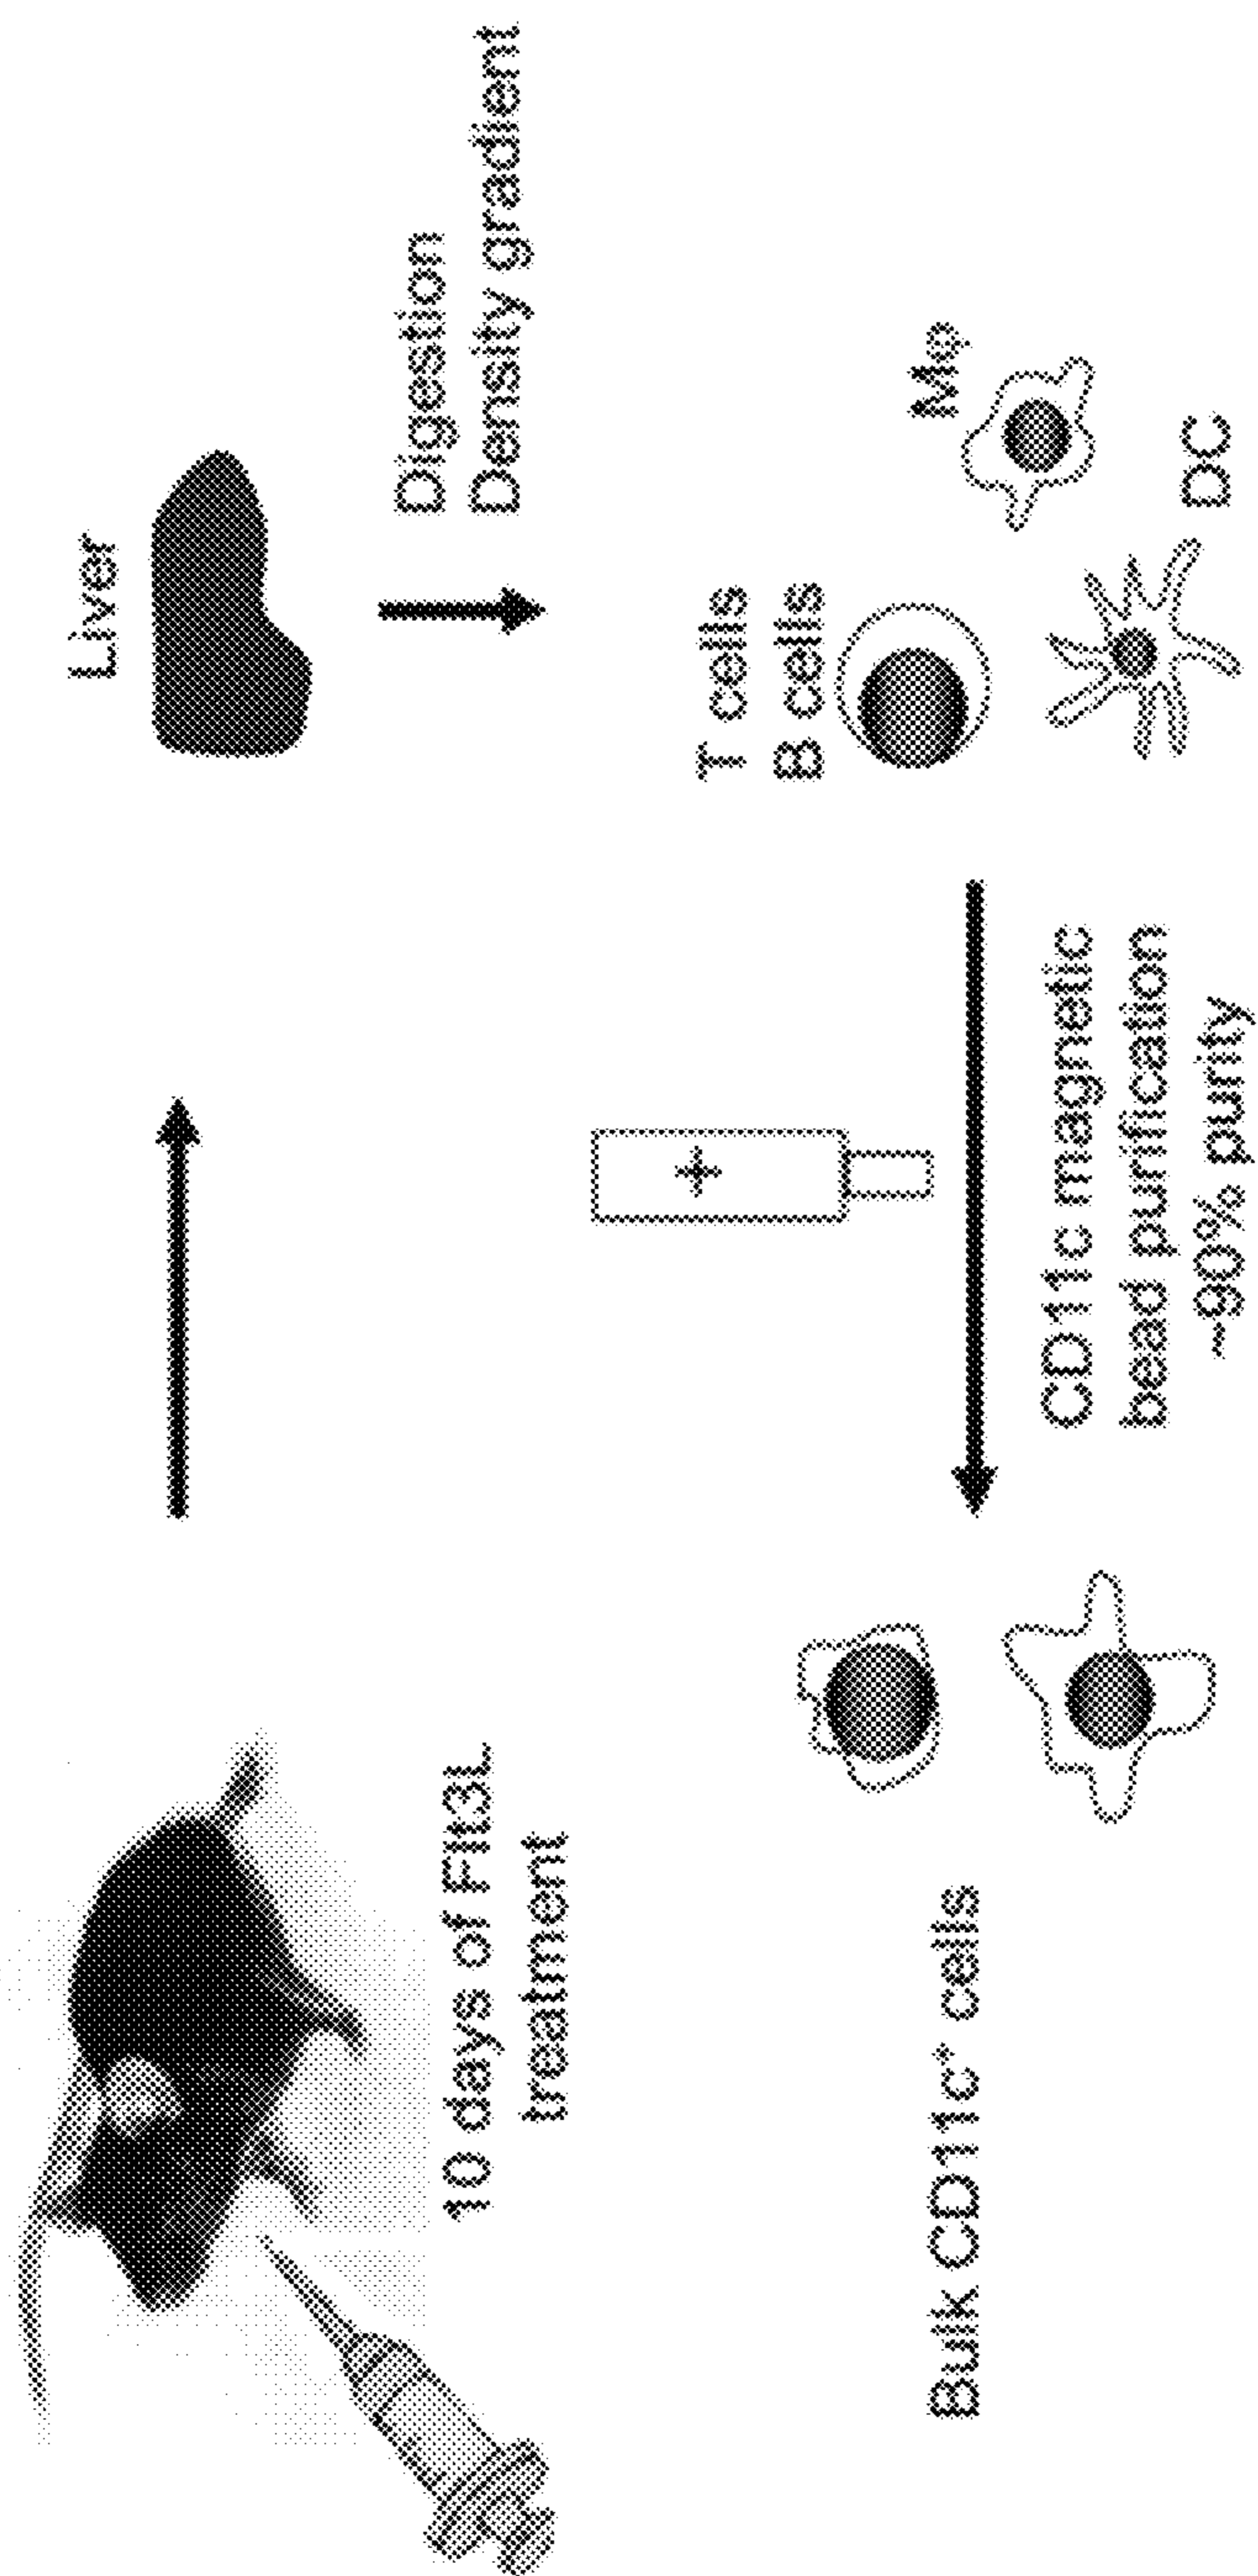 10 days of Flt3L
treatment
Liver
Digestion
Density gradient
T cells
B cells
Mφ
DC
+
CD11c magnetic
bead purification
~90% purity
Bulk CD11c⁺ cells